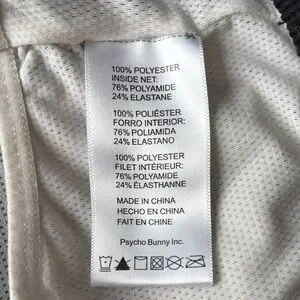 100% POLYESTER
INSIDE NET:
76% POLYAMIDE
24% ELASTANE
100% POLIÉSTER
FORRO INTERIOR:
76% POLIAMIDA
24% ELASTANO
100% POLYESTER
FILET INTÉRIEUR:
76% POLYAMIDE
24% ÉLASTHANNE
MADE IN CHINA
HECHO EN CHINA
FAIT EN CHINE
Psycho Bunny Inc.